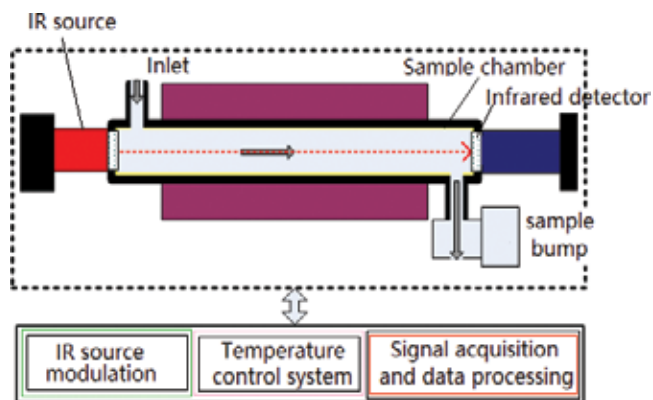 IR source
Inlet
Sample chamber
Infrared detector
sample
bump
IR source
modulation
Temperature
control system
Signal acquisition
and data processing